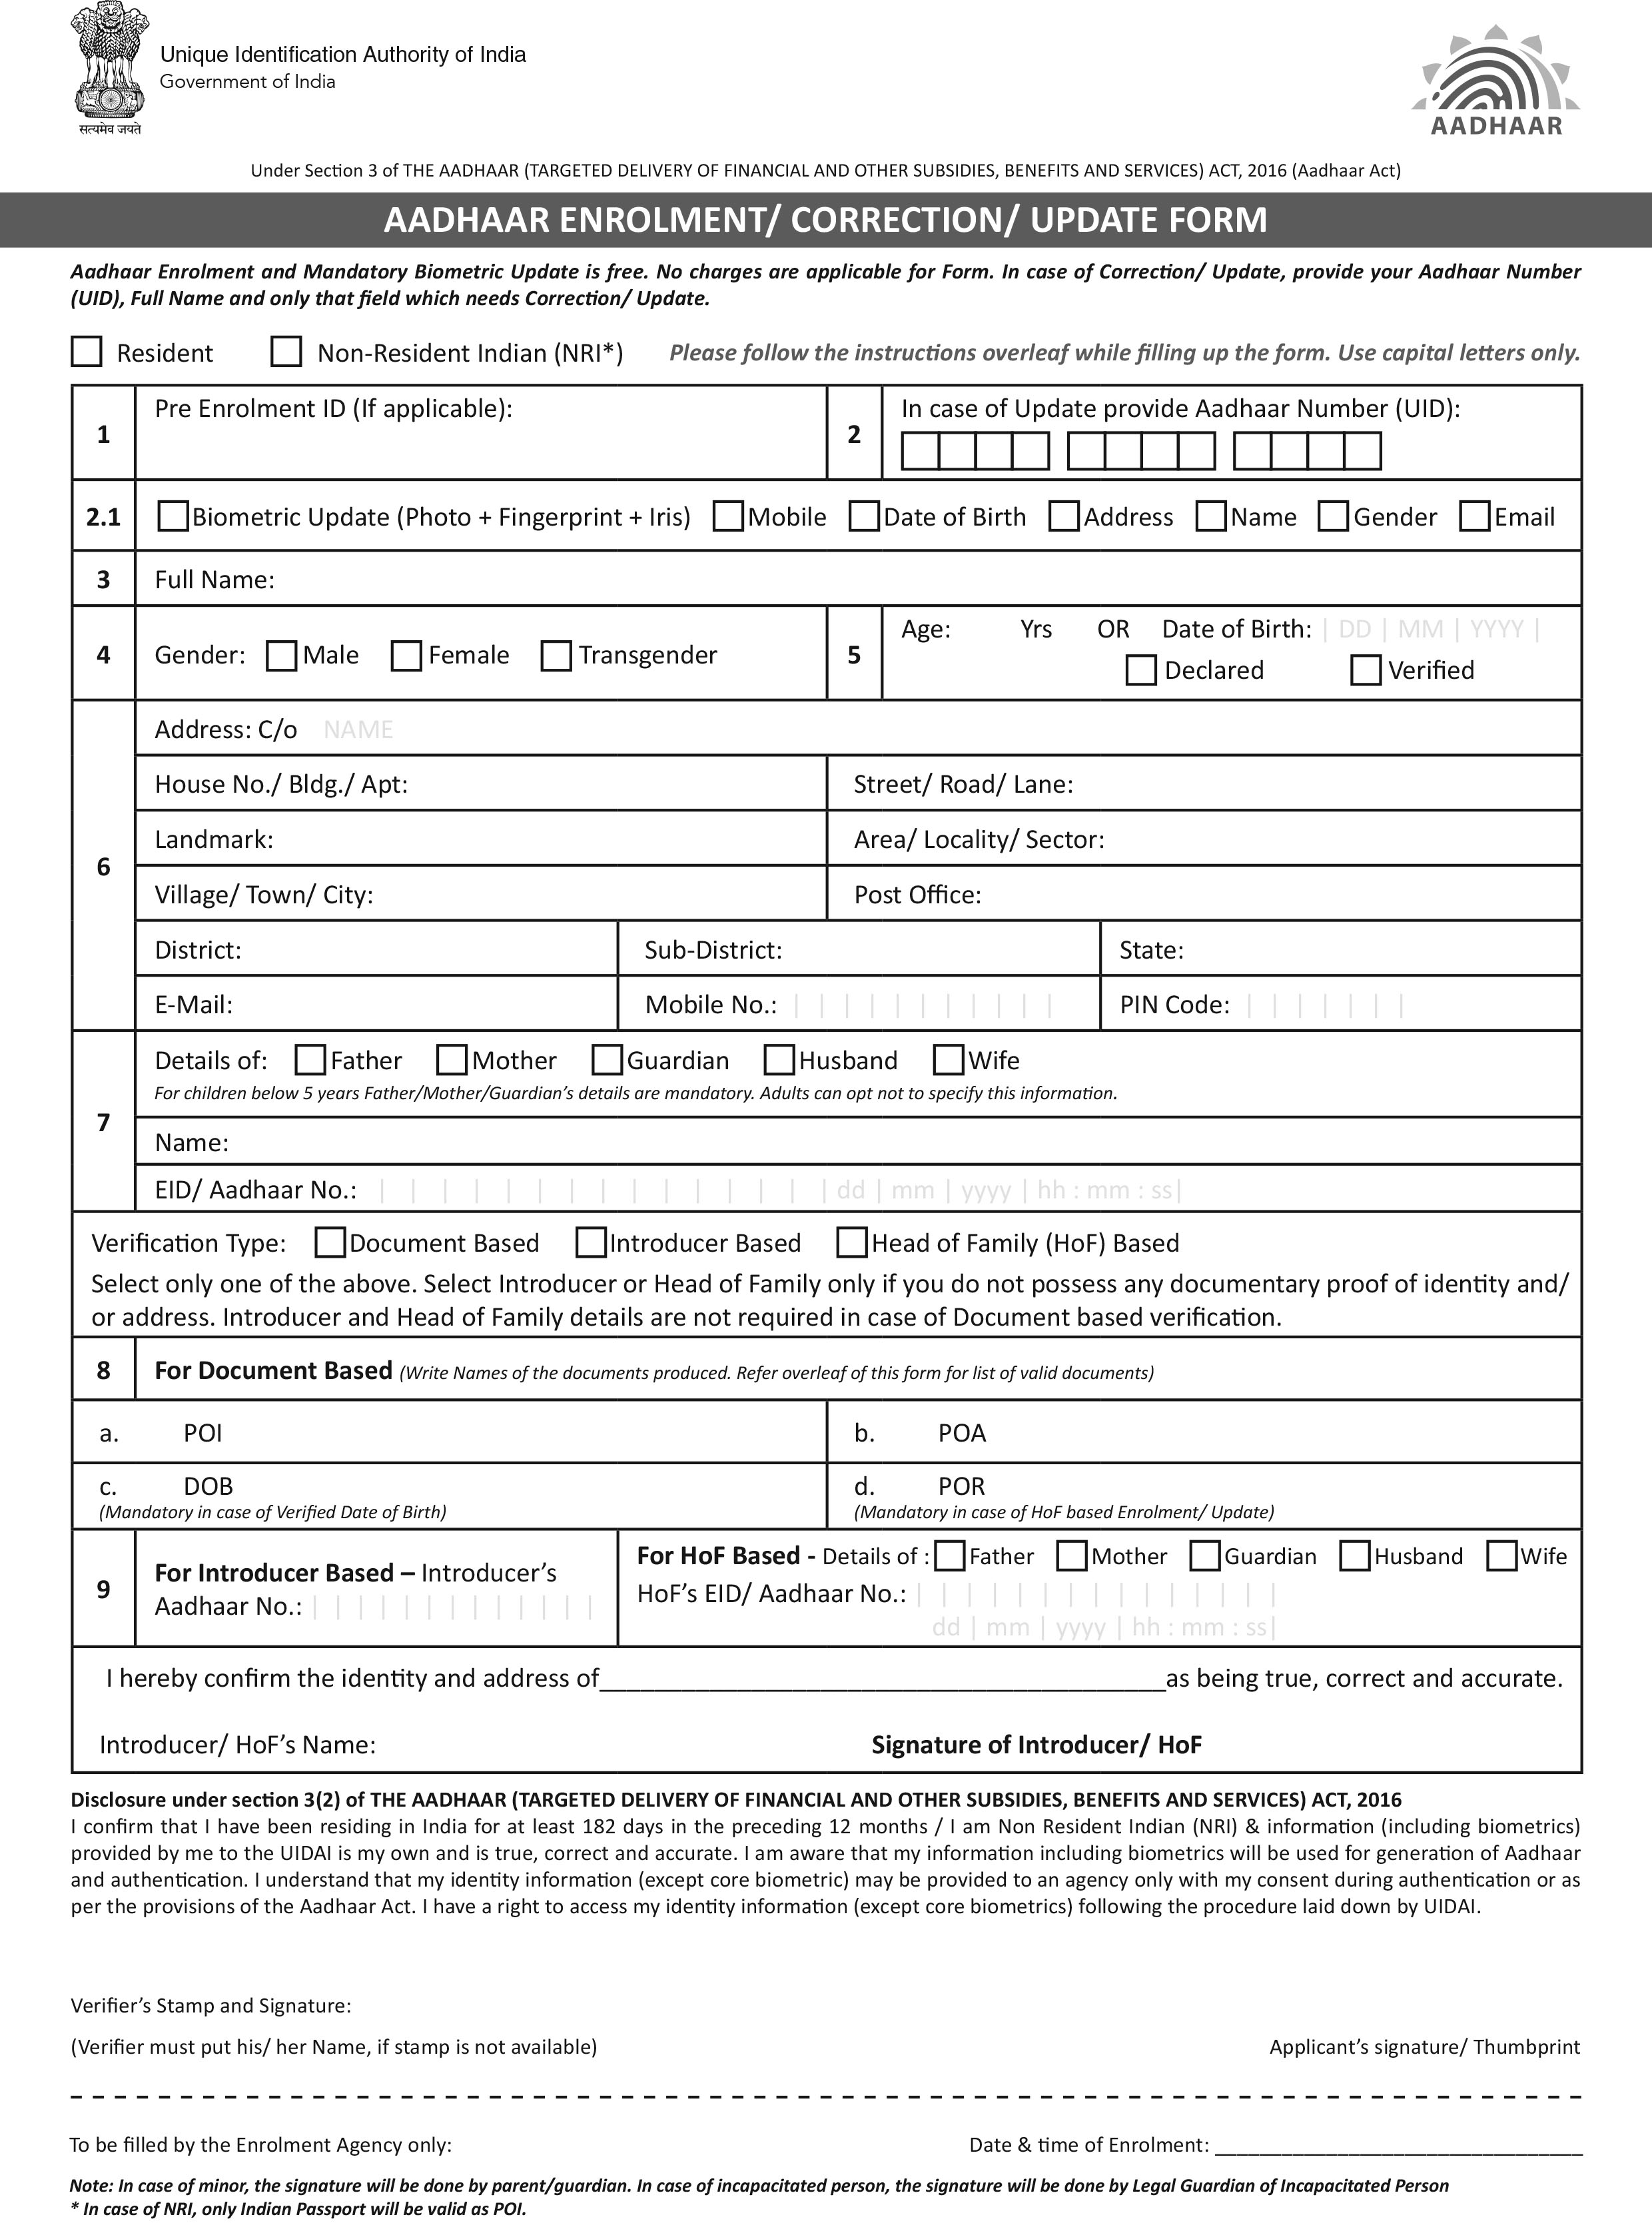 सत्यमेव जयते
Unique Identification Authority of India
Government of India
AADHAAR
Under Section 3 of THE AADHAAR (TARGETED DELIVERY OF FINANCIAL AND OTHER SUBSIDIES, BENEFITS AND SERVICES) ACT, 2016 (Aadhaar Act)
AADHAAR ENROLMENT/ CORRECTION/ UPDATE FORM
Aadhaar Enrolment and Mandatory Biometric Update is free. No charges are applicable for Form. In case of Correction/ Update, provide your Aadhaar Number
(UID), Full Name and only that field which needs Correction/ Update.
Resident Non-Resident Indian (NRI*) Please follow the instructions overleaf while filling up the form. Use capital letters only.
1 Pre Enrolment ID (If applicable): 2 In case of Update provide Aadhaar Number (UID):
2.1 Biometric Update (Photo + Fingerprint + Iris) Mobile Date of Birth Address Name Gender Email
3 Full Name:
4 Gender: Male Female Transgender 5 Age: Yrs OR Date of Birth: | DD | MM | YYYY |
Declared Verified
6 Address: C/o NAME
House No./ Bldg./ Apt: Street/ Road/ Lane:
Landmark: Area/ Locality/ Sector:
Village/ Town/ City: Post Office:
District: Sub-District: State:
E-Mail: Mobile No.: | | | | | | | | | | | PIN Code: | | | | | | |
7 Details of: Father Mother Guardian Husband Wife
For children below 5 years Father/Mother/Guardian’s details are mandatory. Adults can opt not to specify this information.
Name:
EID/ Aadhaar No.: | | | | | | | | | | | | | | | dd | mm | yyyy | hh : mm : ss|
Verification Type: Document Based Introducer Based Head of Family (HoF) Based
Select only one of the above. Select Introducer or Head of Family only if you do not possess any documentary proof of identity and/
or address. Introducer and Head of Family details are not required in case of Document based verification.
8 For Document Based (Write Names of the documents produced. Refer overleaf of this form for list of valid documents)
a. POI b. POA
c. DOB d. POR
(Mandatory in case of Verified Date of Birth) (Mandatory in case of HoF based Enrolment/ Update)
9 For Introducer Based – Introducer’s
Aadhaar No.: | | | | | | | | | | | | |
For HoF Based - Details of : Father Mother Guardian Husband Wife
HoF’s EID/ Aadhaar No.: | | | | | | | | | | | | | | |
dd | mm | yyyy | hh : mm : ss|
I hereby confirm the identity and address of_________________________________________as being true, correct and accurate.
Introducer/ HoF’s Name: Signature of Introducer/ HoF
Disclosure under section 3(2) of THE AADHAAR (TARGETED DELIVERY OF FINANCIAL AND OTHER SUBSIDIES, BENEFITS AND SERVICES) ACT, 2016
I confirm that I have been residing in India for at least 182 days in the preceding 12 months / I am Non Resident Indian (NRI) & information (including biometrics)
provided by me to the UIDAI is my own and is true, correct and accurate. I am aware that my information including biometrics will be used for generation of Aadhaar
and authentication. I understand that my identity information (except core biometric) may be provided to an agency only with my consent during authentication or as
per the provisions of the Aadhaar Act. I have a right to access my identity information (except core biometrics) following the procedure laid down by UIDAI.
Verifier’s Stamp and Signature:
(Verifier must put his/ her Name, if stamp is not available) Applicant’s signature/ Thumbprint
To be filled by the Enrolment Agency only: Date & time of Enrolment: ________________________________
Note: In case of minor, the signature will be done by parent/guardian. In case of incapacitated person, the signature will be done by Legal Guardian of Incapacitated Person
* In case of NRI, only Indian Passport will be valid as POI.